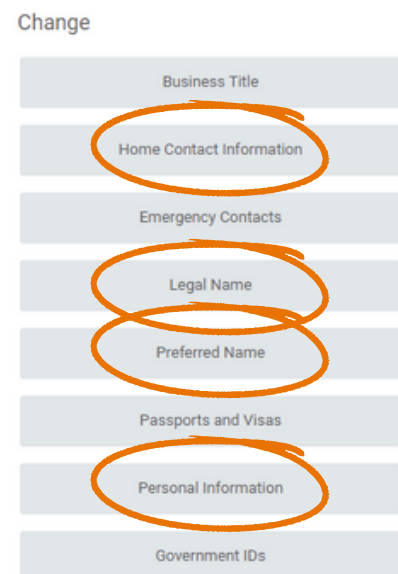 Change
Business Title
Home Contact Information
Emergency Contacts
Legal Name
Preferred Name
Passports and Visas
Personal Information
Government IDs